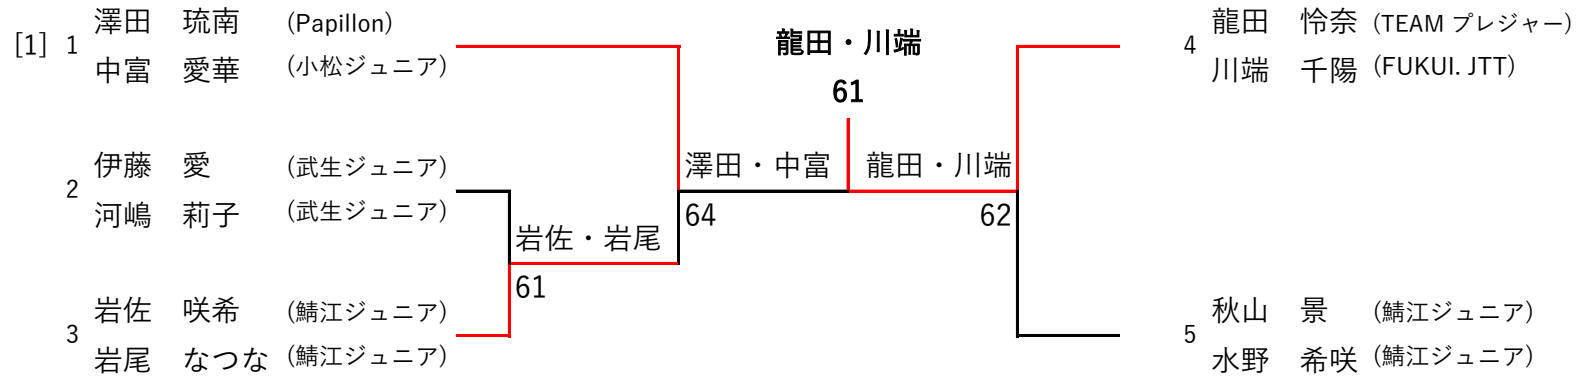 [1] 1 澤田 琉南 (Papillon)
中富 愛華 (小松ジュニア)
2 伊藤 愛 (武生ジュニア)
河嶋 莉子 (武生ジュニア)
3 岩佐 咲希 (鯖江ジュニア)
岩尾 なつな (鯖江ジュニア)
岩佐・岩尾
61
澤田・中富
64
龍田・川端
61
龍田・川端
62
4 龍田 怜奈 (TEAM プレジャー)
川端 千陽 (FUKUI. JTT)
5 秋山 景 (鯖江ジュニア)
水野 希咲 (鯖江ジュニア)